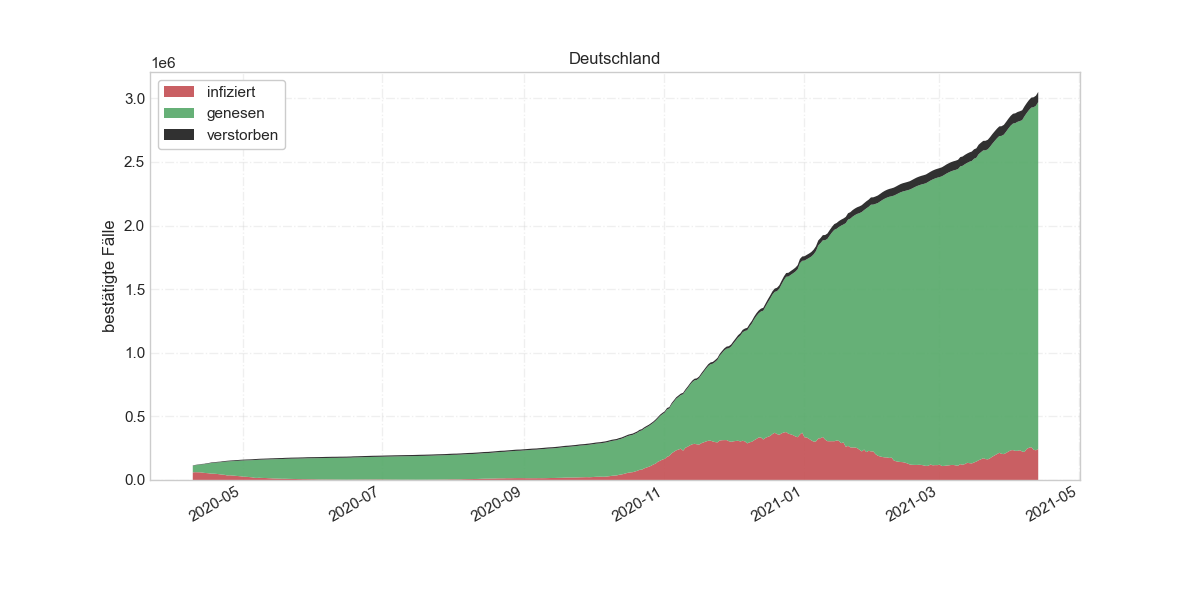 Deutschland
1e6
infiziert
genesen
verstorben
3.0
2.5
2.0
1.5
1.0
0.5
0.0
bestätigte Fälle
2020-05
2020-07
2020-09
2020-11
2021-01
2021-03
2021-05